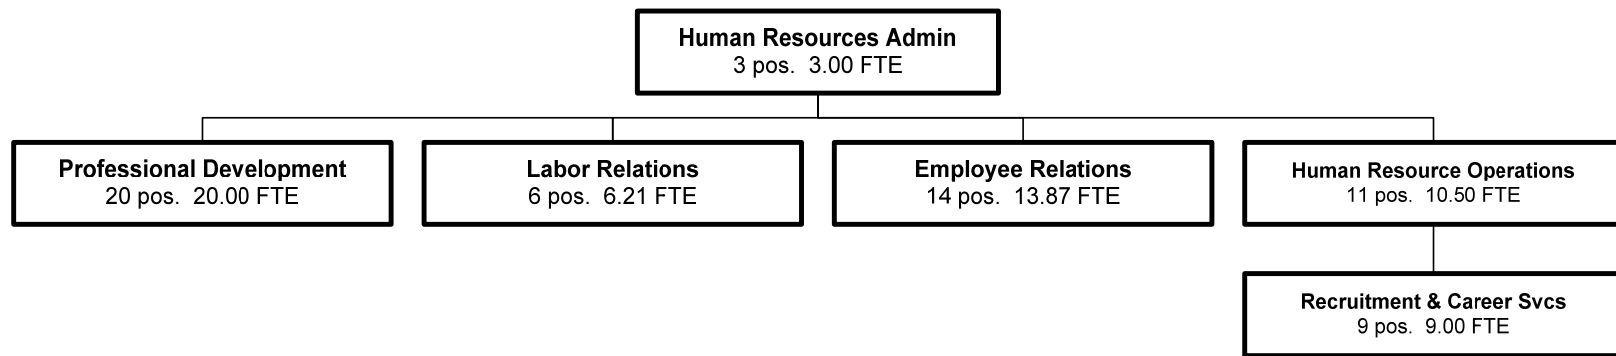 Human Resources Admin
3 pos.  3.00 FTE
Professional Development
20 pos.  20.00 FTE
Labor Relations
6 pos.  6.21 FTE
Employee Relations
14 pos.  13.87 FTE
Human Resource Operations
11 pos.  10.50 FTE
Recruitment & Career Svcs
9 pos.  9.00 FTE